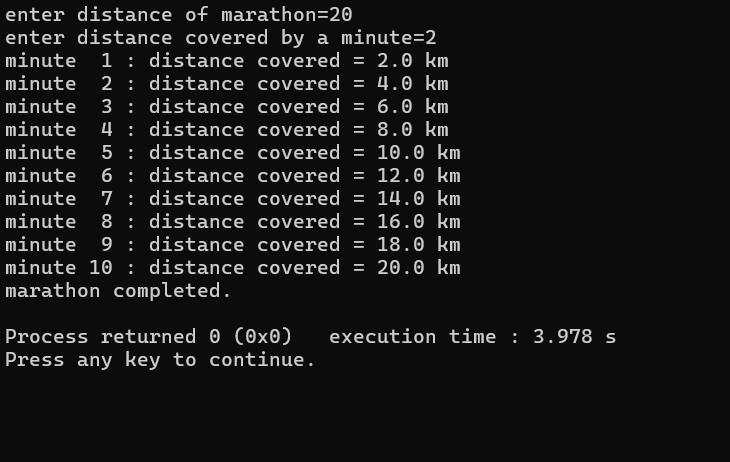 enter distance of marathon=20
enter distance covered by a minute=2
minute  1 : distance covered = 2.0 km
minute  2 : distance covered = 4.0 km
minute  3 : distance covered = 6.0 km
minute  4 : distance covered = 8.0 km
minute  5 : distance covered = 10.0 km
minute  6 : distance covered = 12.0 km
minute  7 : distance covered = 14.0 km
minute  8 : distance covered = 16.0 km
minute  9 : distance covered = 18.0 km
minute 10 : distance covered = 20.0 km
marathon completed.

Process returned 0 (0x0)   execution time : 3.978 s
Press any key to continue.